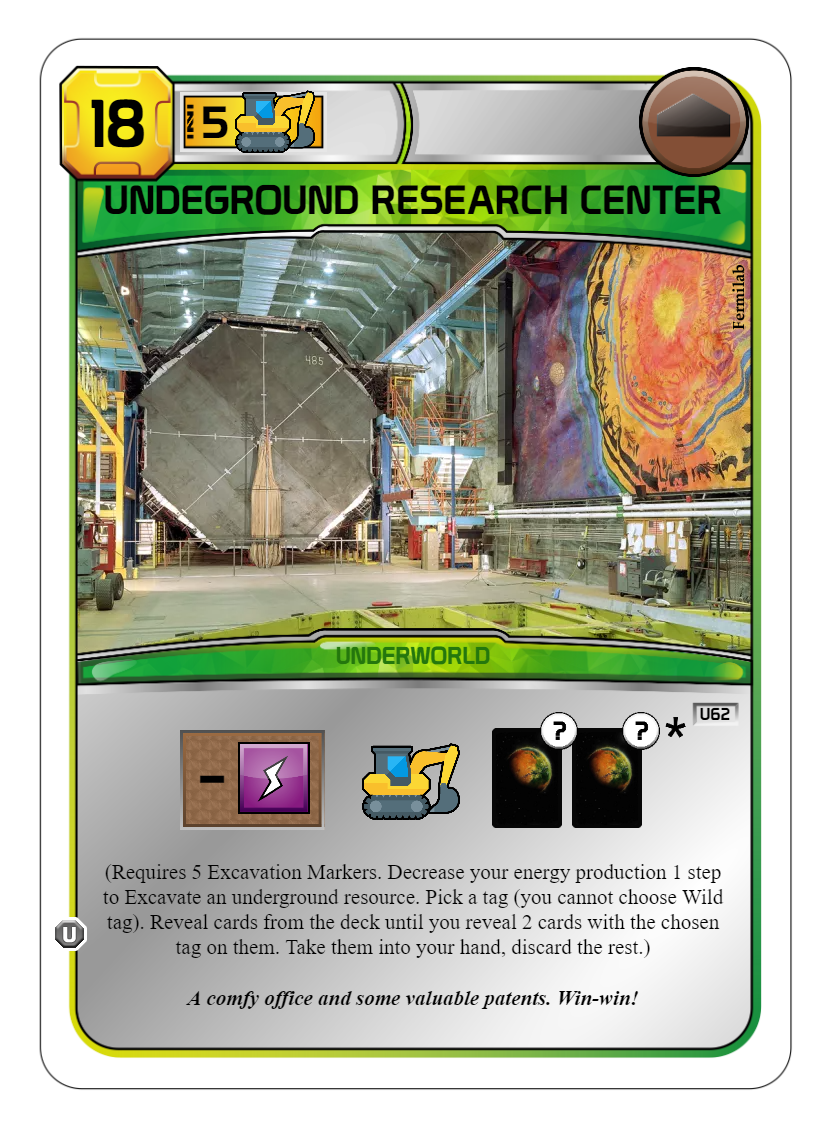 18
5
UNDEGROUND RESEARCH CENTER
Fermilab
485
UNDERWORLD
U62
-
? ? *
(Requires 5 Excavation Markers. Decrease your energy production 1 step
to Excavate an underground resource. Pick a tag (you cannot choose Wild
tag). Reveal cards from the deck until you reveal 2 cards with the chosen
tag on them. Take them into your hand, discard the rest.)
U
A comfy office and some valuable patents. Win-win!